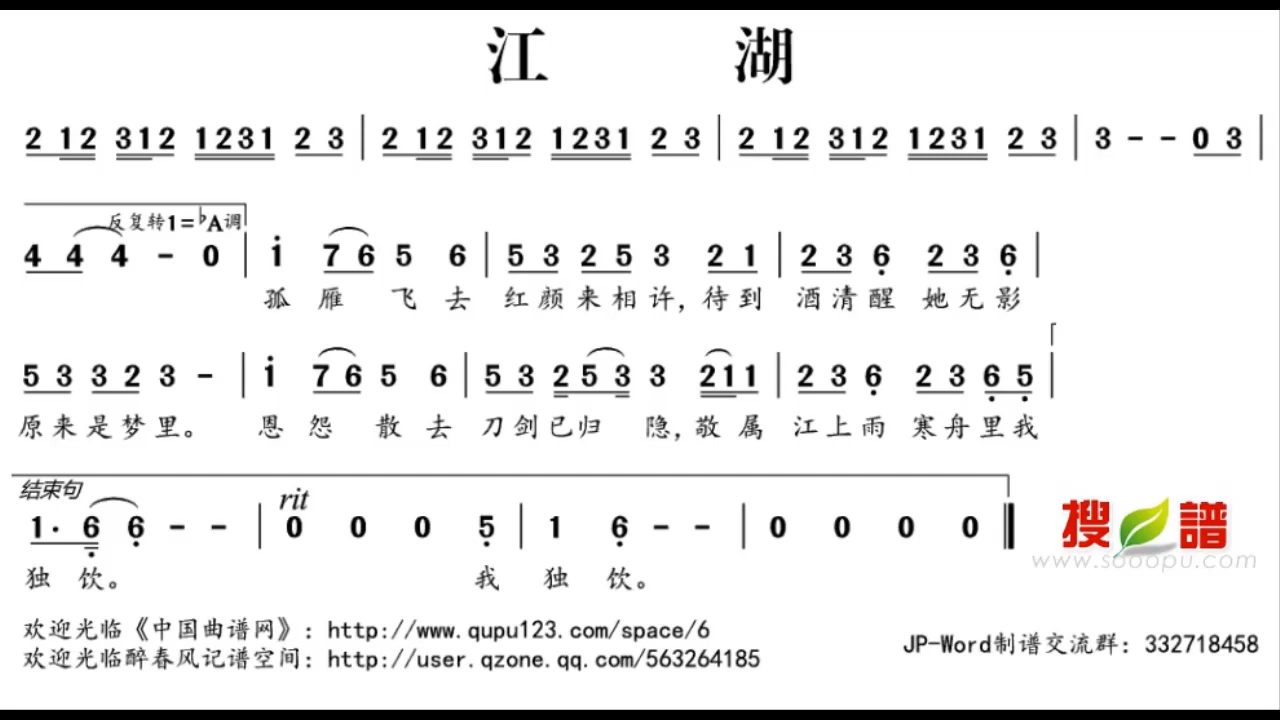 江 湖
2 12 312 1231 2 3 | 2 12 312 1231 2 3 | 2 12 312 1231 2 3 | 3 - - 0 3 |
反复转1=♭A调
4 4 4 - 0 | i 7 6 5 6 | 5 3 2 5 3 2 1 | 2 3 6 2 3 6 |
孤 雁 飞 去 红颜来相许,待到 酒清醒 她无影
5 3 3 2 3 - | i 7 6 5 6 | 5 3 2 5 3 3 2 1 1 | 2 3 6 2 3 6 5 |
原来是梦里。 恩 怨 散 去 刀剑已归 隐,敬 属 江上雨 寒舟里我
结束句 rit
1· 6 6 - - | 0 0 0 5 | 1 6 - - | 0 0 0 0
独 饮。 我 独 饮。
搜谱
www.sooopu.com
欢迎光临《中国曲谱网》：http://www.qupu123.com/space/6
欢迎光临醉春风记谱空间：http://user.qzone.qq.com/563264185
JP-Word制谱交流群：332718458